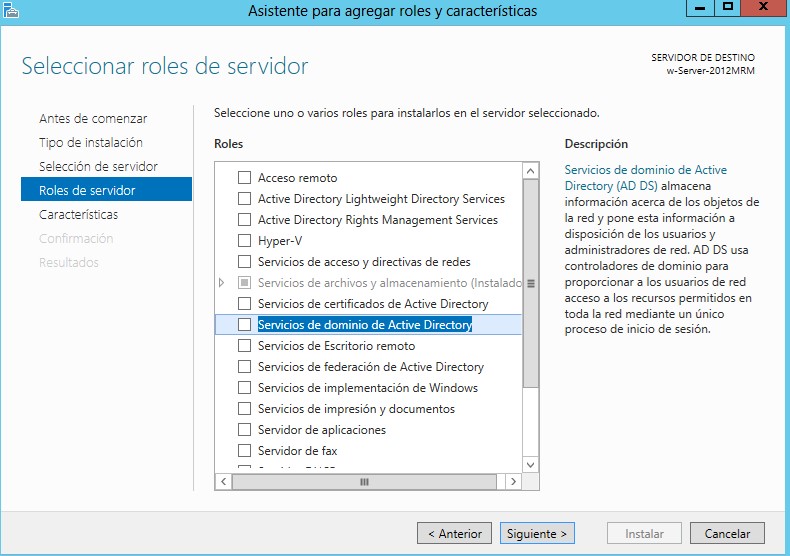 Asistente para agregar roles y características
Seleccionar roles de servidor
SERVIDOR DE DESTINO
w-Server-2012MRM
Antes de comenzar
Tipo de instalación
Selección de servidor
Roles de servidor
Características
Confirmación
Resultados
Seleccione uno o varios roles para instalarlos en el servidor seleccionado.
Roles
Acceso remoto
Active Directory Lightweight Directory Services
Active Directory Rights Management Services
Hyper-V
Servicios de acceso y directivas de redes
Servicios de archivos y almacenamiento (Instalado
Servicios de certificados de Active Directory
Servicios de dominio de Active Directory
Servicios de Escritorio remoto
Servicios de federación de Active Directory
Servicios de implementación de Windows
Servicios de impresión y documentos
Servidor de aplicaciones
Servidor de fax
Descripción
Servicios de dominio de Active
Directory (AD DS) almacena
información acerca de los objetos de
la red y pone esta información a
disposición de los usuarios y
administradores de red. AD DS usa
controladores de dominio para
proporcionar a los usuarios de red
acceso a los recursos permitidos en
toda la red mediante un único
proceso de inicio de sesión.
< Anterior
Siguiente >
Instalar
Cancelar